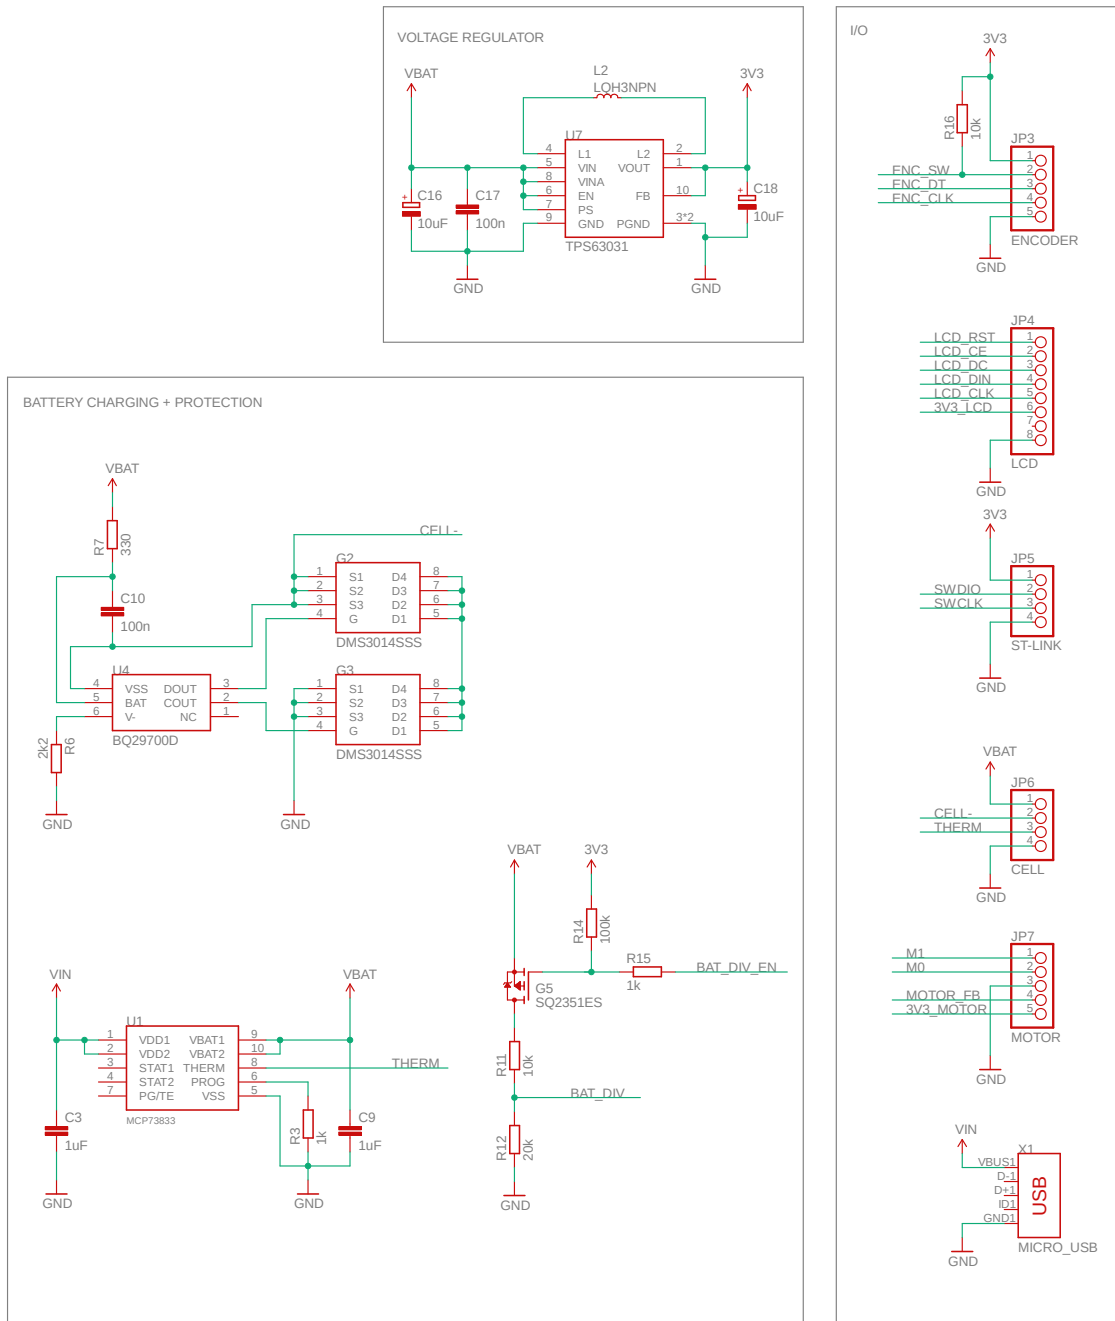 VOLTAGE REGULATOR
VBAT
L2
LQH3NPN
3V3
U7
4 L1 L2 2
5 VIN VOUT 1
8 VINA
6 EN FB 10
7 PS
9 GND PGND 3*2
TPS63031
C16
10uF
C17
100n
C18
10uF
GND
GND
BATTERY CHARGING + PROTECTION
VBAT
R7
330
C10
100n
CELL-
G2
1 S1 D4 8
2 S2 D3 7
3 S3 D2 6
4 G D1 5
DMS3014SSS
U4
4 VSS DOUT 3
5 BAT COUT 2
6 V- NC 1
BQ29700D
G3
1 S1 D4 8
2 S2 D3 7
3 S3 D2 6
4 G D1 5
DMS3014SSS
2k2
R6
GND
GND
VBAT
3V3
R14
100k
R15
1k
BAT_DIV_EN
G5
SQ2351ES
R11
10k
BAT_DIV
R12
20k
GND
VIN
VBAT
U1
1 VDD1 VBAT1 9
2 VDD2 VBAT2 10
3 STAT1 THERM 8
4 STAT2 PROG 6
7 PG/TE VSS 5
MCP73833
THERM
C3
1uF
R3
1k
C9
1uF
GND
GND
I/O
3V3
R16
10k
JP3
1
ENC_SW 2
ENC_DT 3
ENC_CLK 4
5
ENCODER
GND
JP4
LCD_RST 1
LCD_CE 2
LCD_DC 3
LCD_DIN 4
LCD_CLK 5
3V3_LCD 6
7
8
LCD
GND
3V3
JP5
1
SWDIO 2
SWCLK 3
4
ST-LINK
GND
VBAT
JP6
1
CELL- 2
THERM 3
4
CELL
GND
JP7
M1 1
M0 2
3
MOTOR_FB 4
3V3_MOTOR 5
MOTOR
GND
VIN
X1
VBUS1
D-1
D+1
ID1
GND1
USB
MICRO_USB
GND